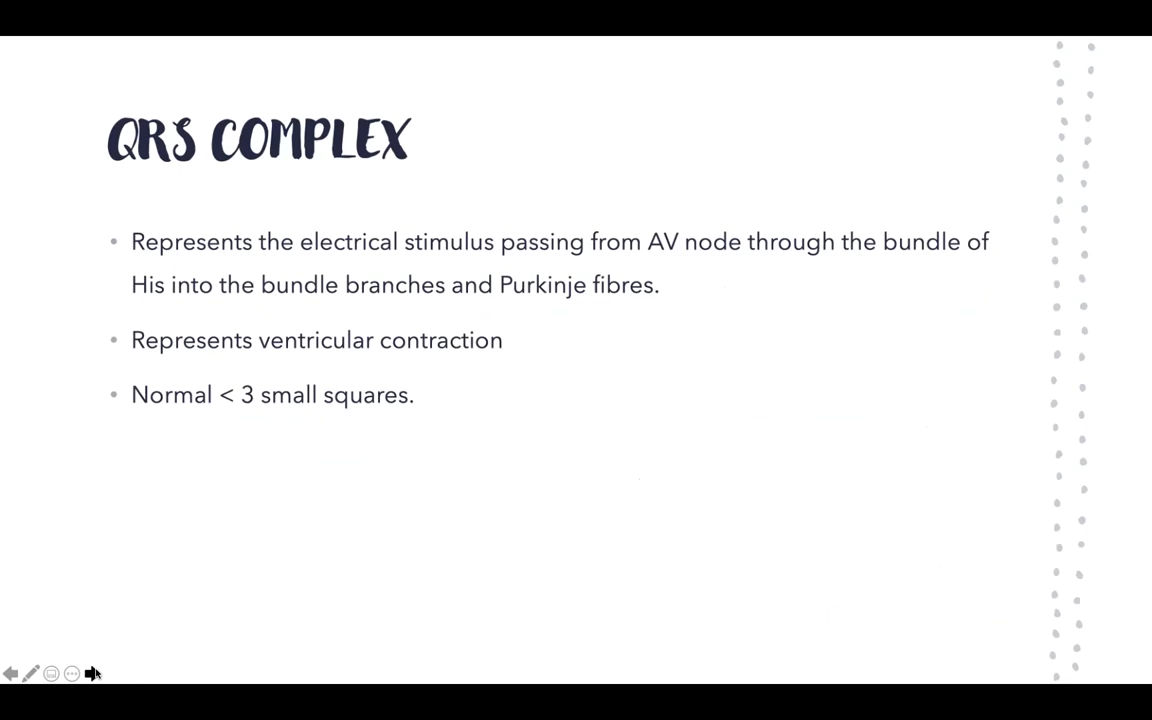 QRS COMPLEX
• Represents the electrical stimulus passing from AV node through the bundle of
His into the bundle branches and Purkinje fibres.
• Represents ventricular contraction
• Normal < 3 small squares.